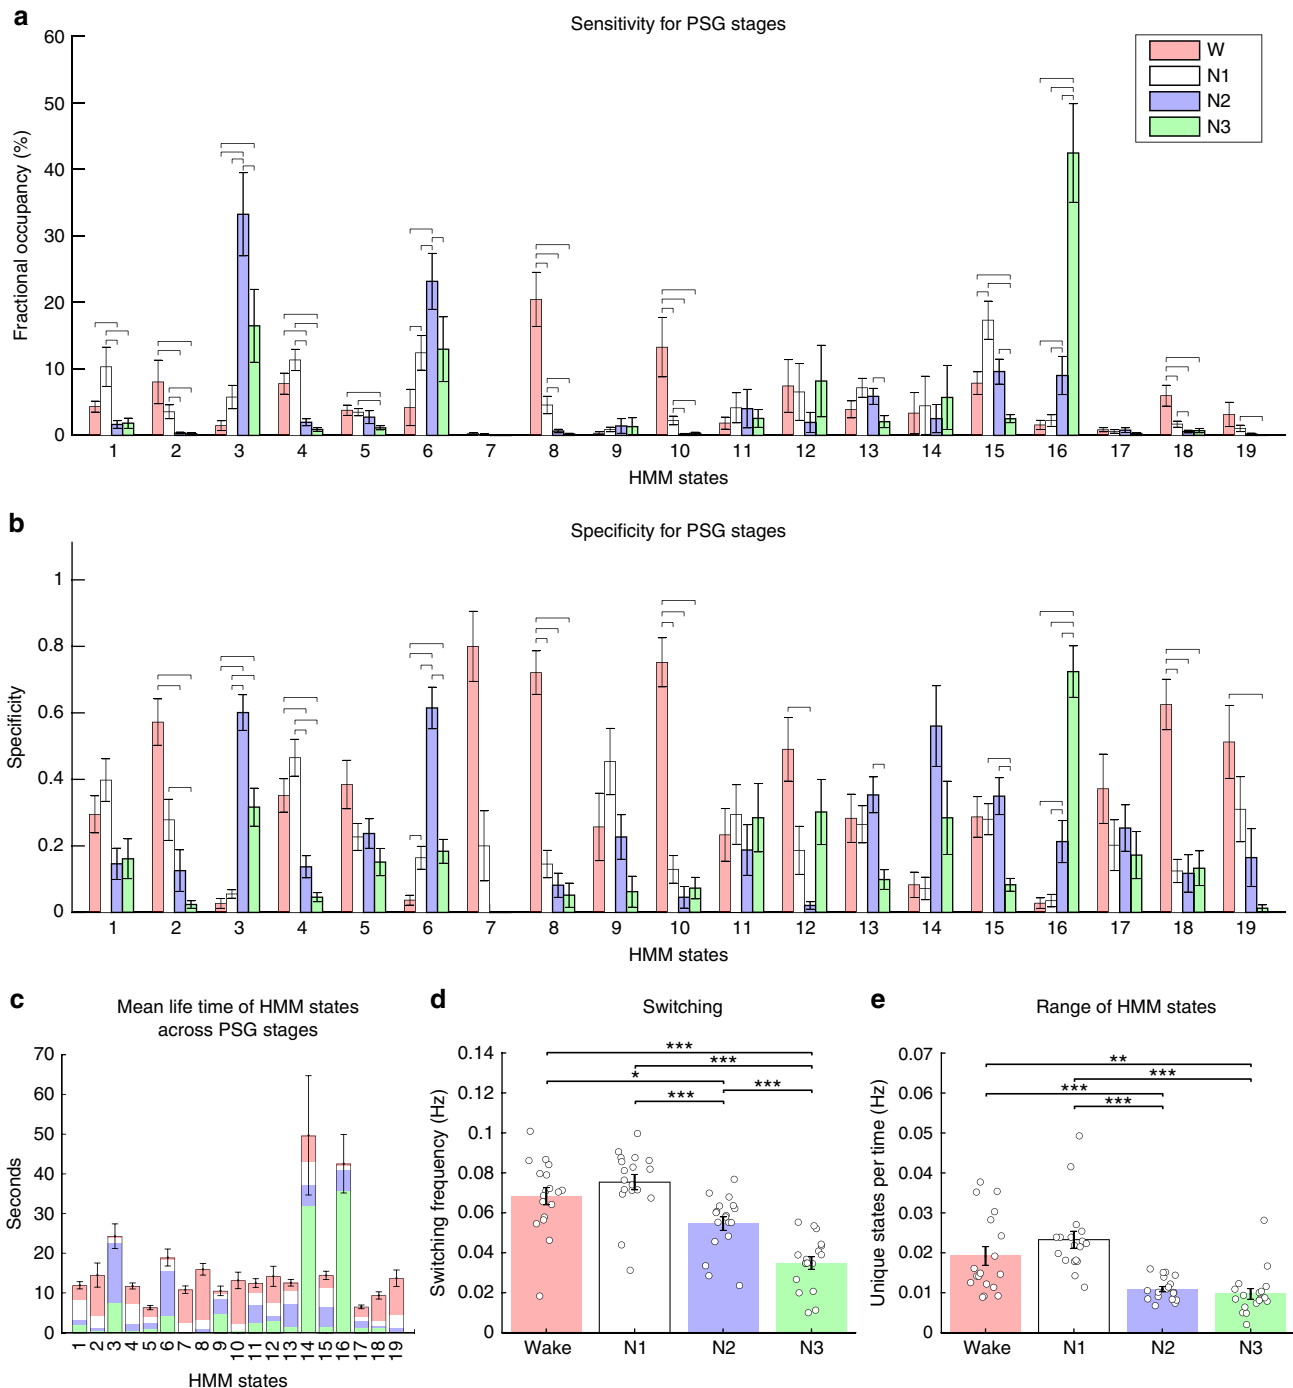 a
Sensitivity for PSG stages
Fractional occupancy (%)
60
50
40
30
20
10
0
W
N1
N2
N3
1 2 3 4 5 6 7 8 9 10 11 12 13 14 15 16 17 18 19
HMM states
b
Specificity for PSG stages
Specificity
1
0.8
0.6
0.4
0.2
0
1 2 3 4 5 6 7 8 9 10 11 12 13 14 15 16 17 18 19
HMM states
c
Mean life time of HMM states
across PSG stages
Seconds
70
60
50
40
30
20
10
0
1 2 3 4 5 6 7 8 9 10 11 12 13 14 15 16 17 18 19
HMM states
d
Switching
Switching frequency (Hz)
0.14
0.12
0.1
0.08
0.06
0.04
0.02
0
***
***
*
***
***
Wake N1 N2 N3
e
Range of HMM states
Unique states per time (Hz)
0.07
0.06
0.05
0.04
0.03
0.02
0.01
0
**
***
***
***
Wake N1 N2 N3